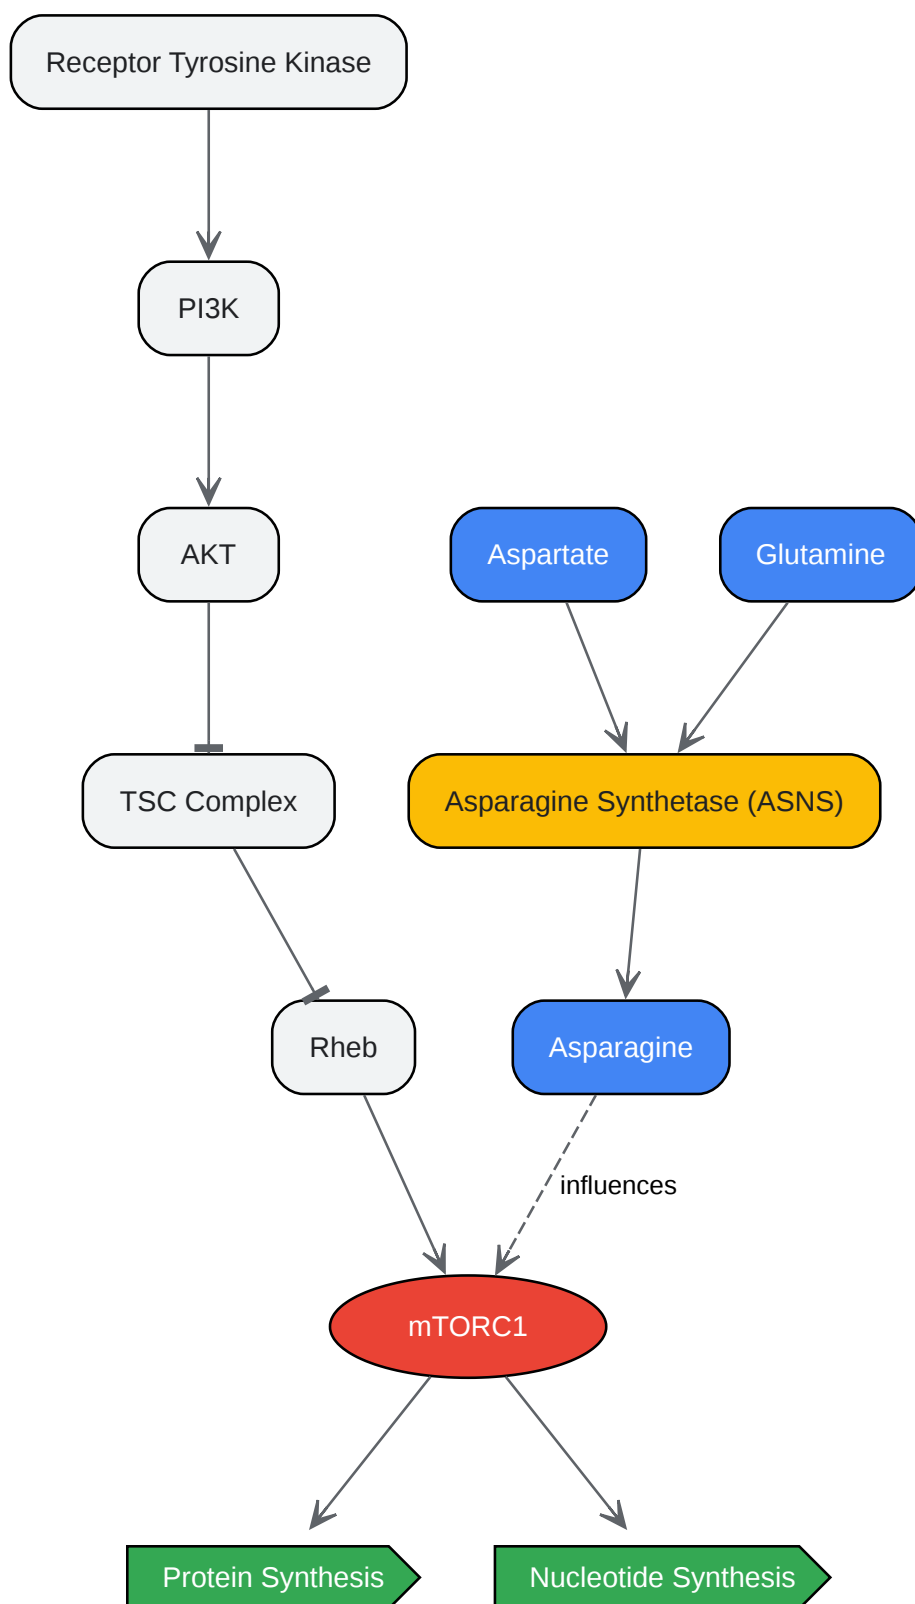 Receptor Tyrosine Kinase
PI3K
AKT
Aspartate
Glutamine
TSC Complex
Asparagine Synthetase (ASNS)
Rheb
Asparagine
influences
mTORC1
Protein Synthesis
Nucleotide Synthesis